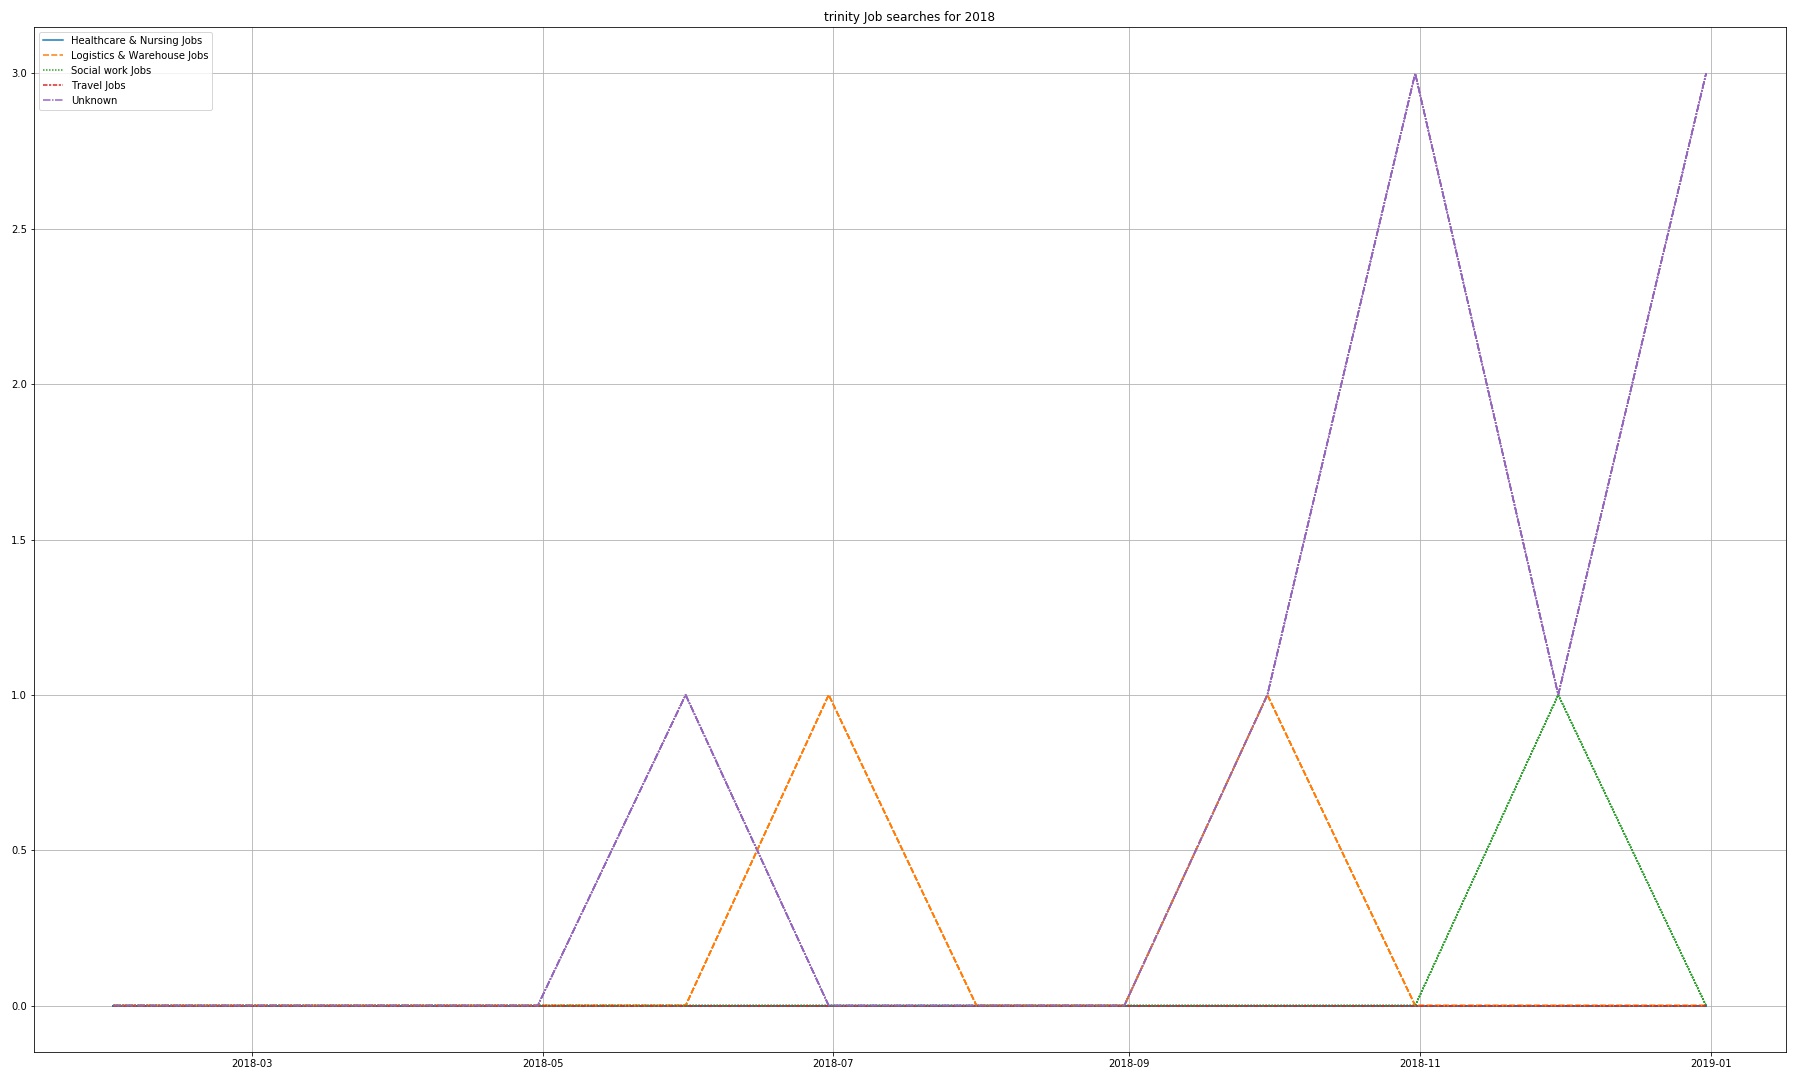 trinity Job searches for 2018
Healthcare & Nursing Jobs
Logistics & Warehouse Jobs
Social work Jobs
Travel Jobs
Unknown
3.0
2.5
2.0
1.5
1.0
0.5
0.0
2018-03 2018-05 2018-07 2018-09 2018-11 2019-01